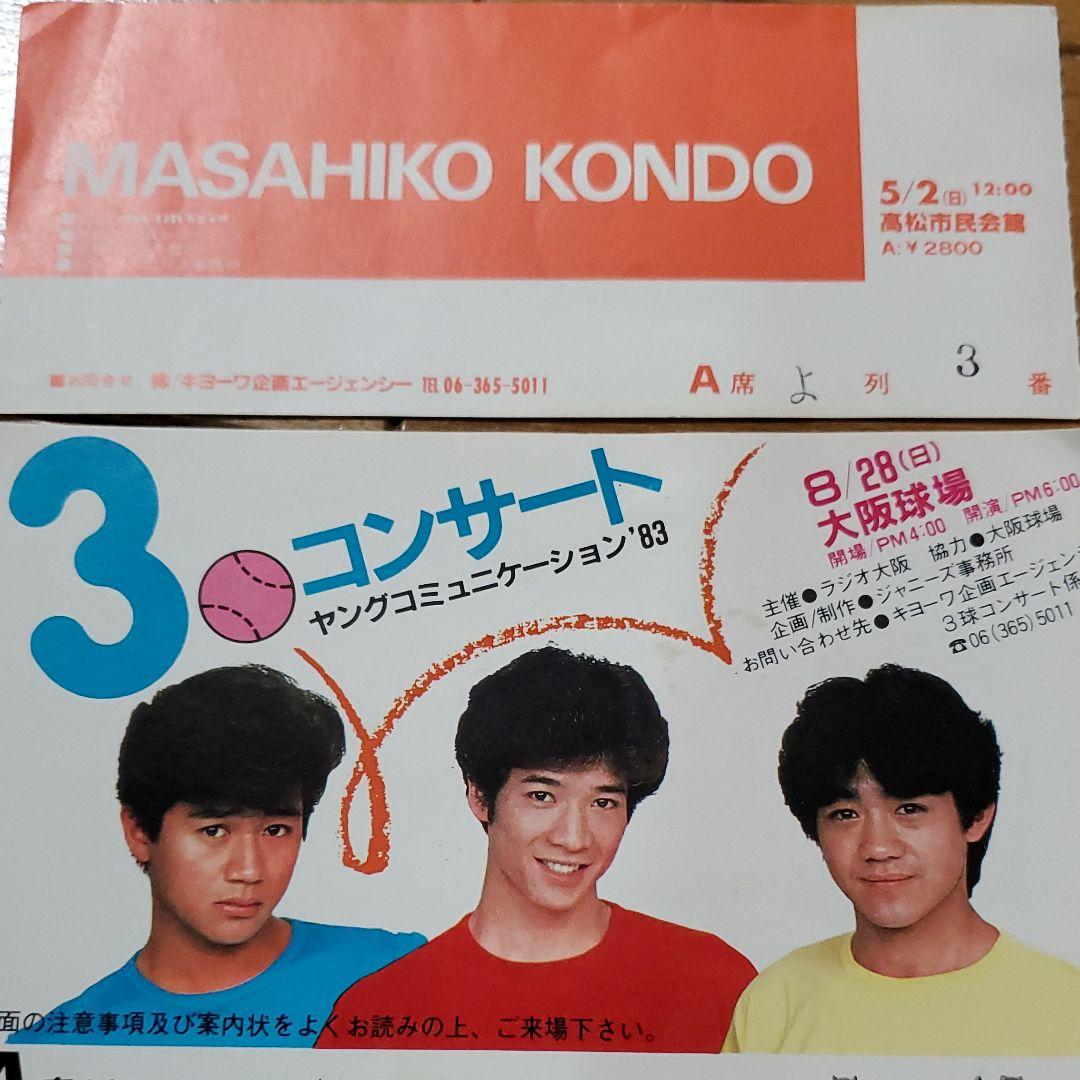 MASAHIKO KONDO
5/2(日) 12:00
高松市民会館
A:¥2800
■お問合せ 株/キョーワ企画エージェンシー TEL 06-365-5011
A席 よ 列 3 番
3 コンサート
ヤングコミュニケーション'83
8/28(日)
大阪球場
開場/PM4:00 開演/PM6:00
主催●ラジオ大阪 協力●大阪球場
企画/制作●ジャニーズ事務所
お問い合わせ先●キョーワ企画エージェン
3球コンサート係
☎06(365)5011
面の注意事項及び案内状をよくお読みの上、ご来場下さい。